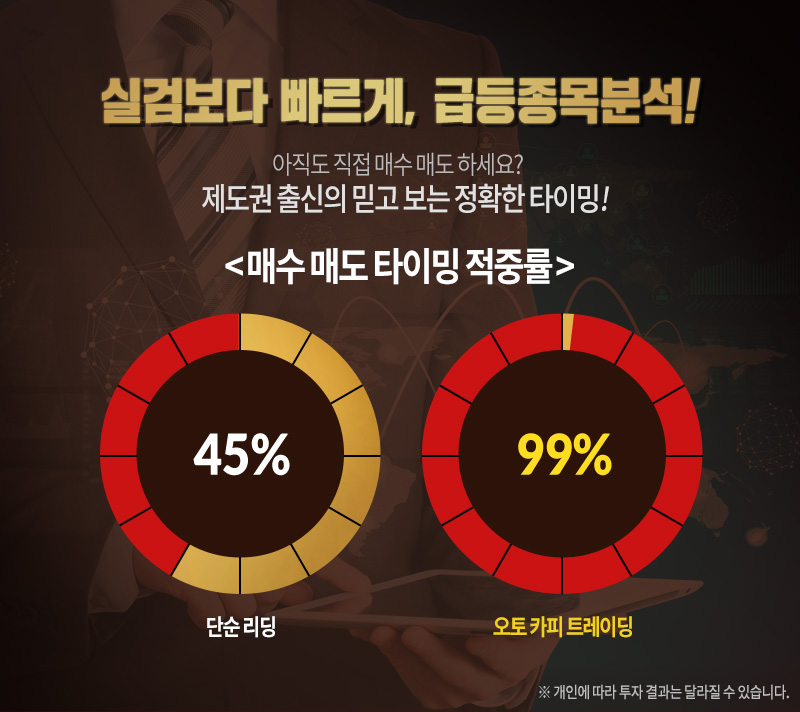 실검보다 빠르게, 급등종목분석!
아직도 직접 매수 매도 하세요?
제도권 출신의 믿고 보는 정확한 타이밍!
<매수 매도 타이밍 적중률>
45%
99%
단순 리딩
오토 카피 트레이딩
※ 개인에 따라 투자 결과는 달라질 수 있습니다.